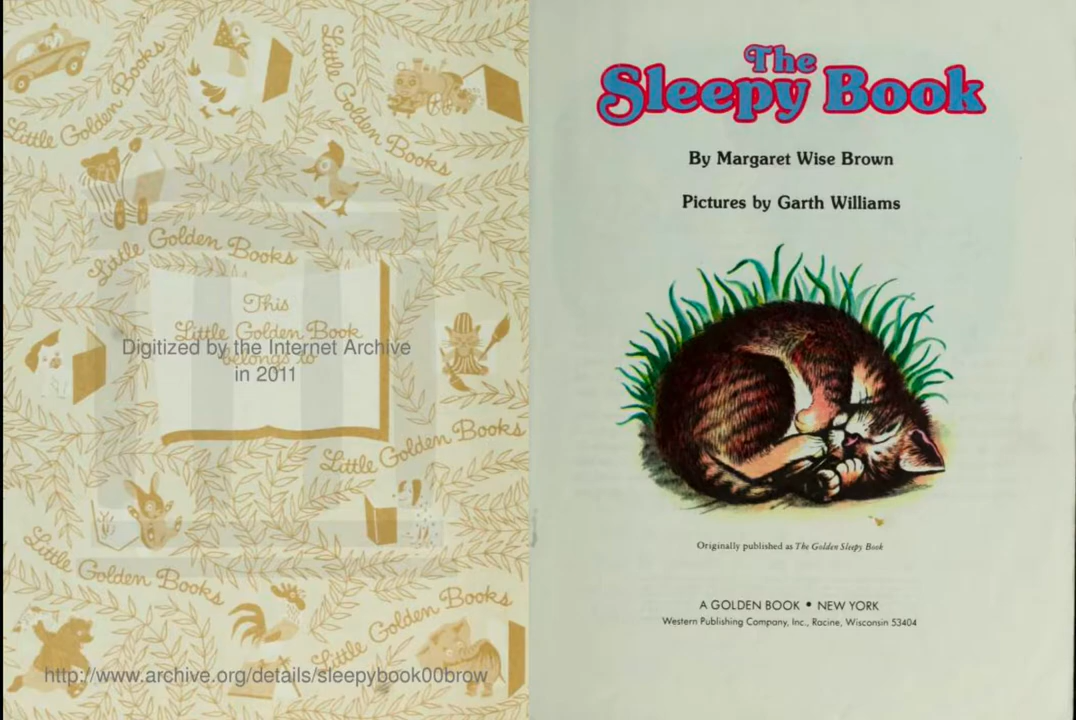 Little Golden Books
Little Golden Books
Little Golden Books
This
Little Golden Book
belongs to
Digitized by the Internet Archive
in 2011
Little Golden Books
Little Golden Books
Little Golden Books
http://www.archive.org/details/sleepybook00brow
The
Sleepy Book
By Margaret Wise Brown
Pictures by Garth Williams
Originally published as The Golden Sleepy Book
A GOLDEN BOOK • NEW YORK
Western Publishing Company, Inc., Racine, Wisconsin 53404